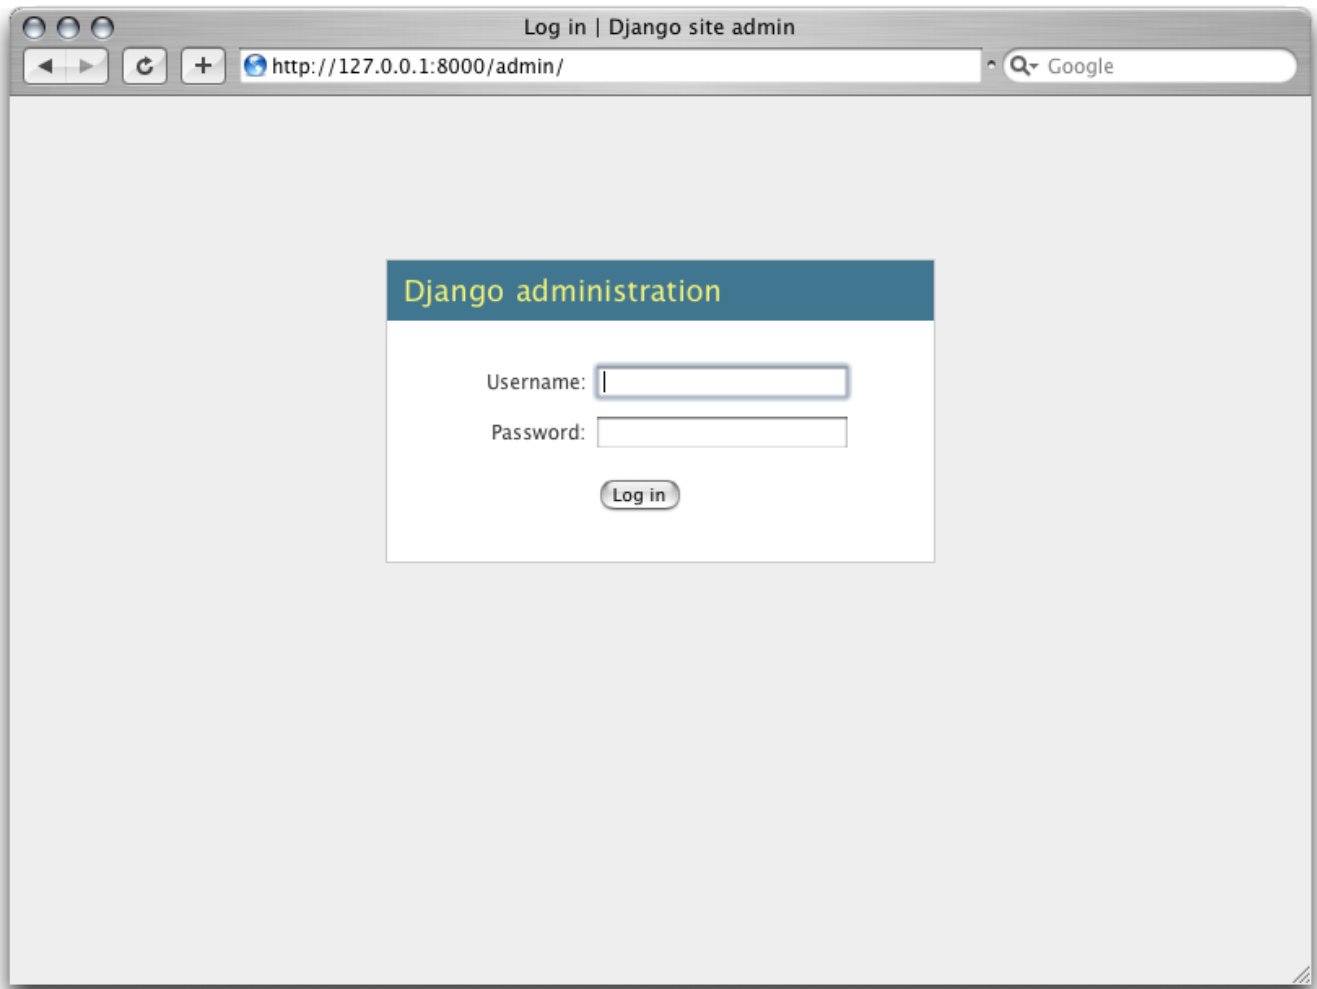 Log in | Django site admin
http://127.0.0.1:8000/admin/
Google
Django administration
Username:
Password:
Log in